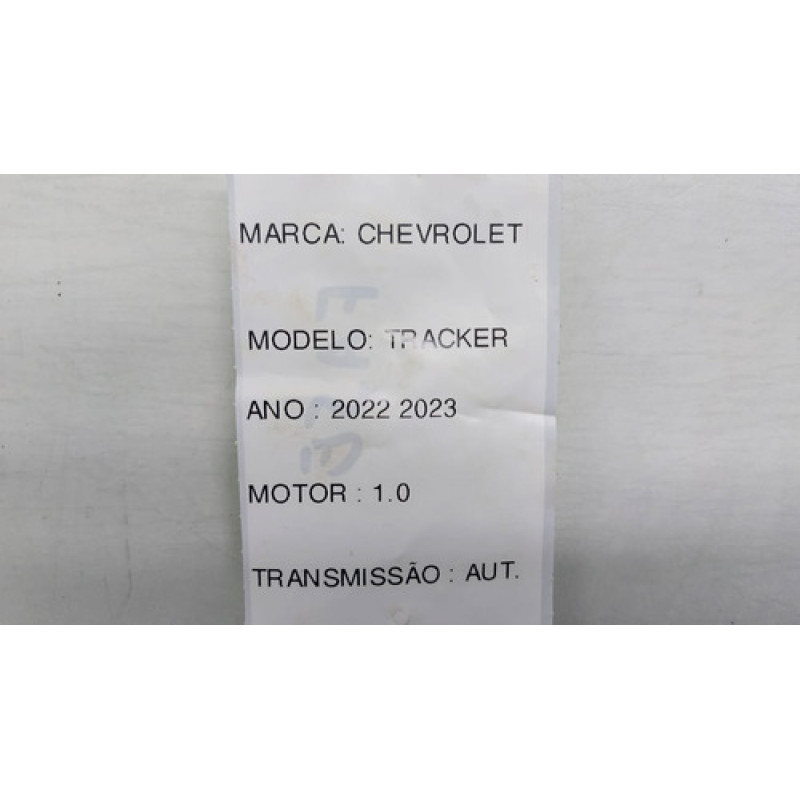 MARCA: CHEVROLET
MODELO: TRACKER
ANO : 2022 2023
MOTOR : 1.0
TRANSMISSÃO : AUT.